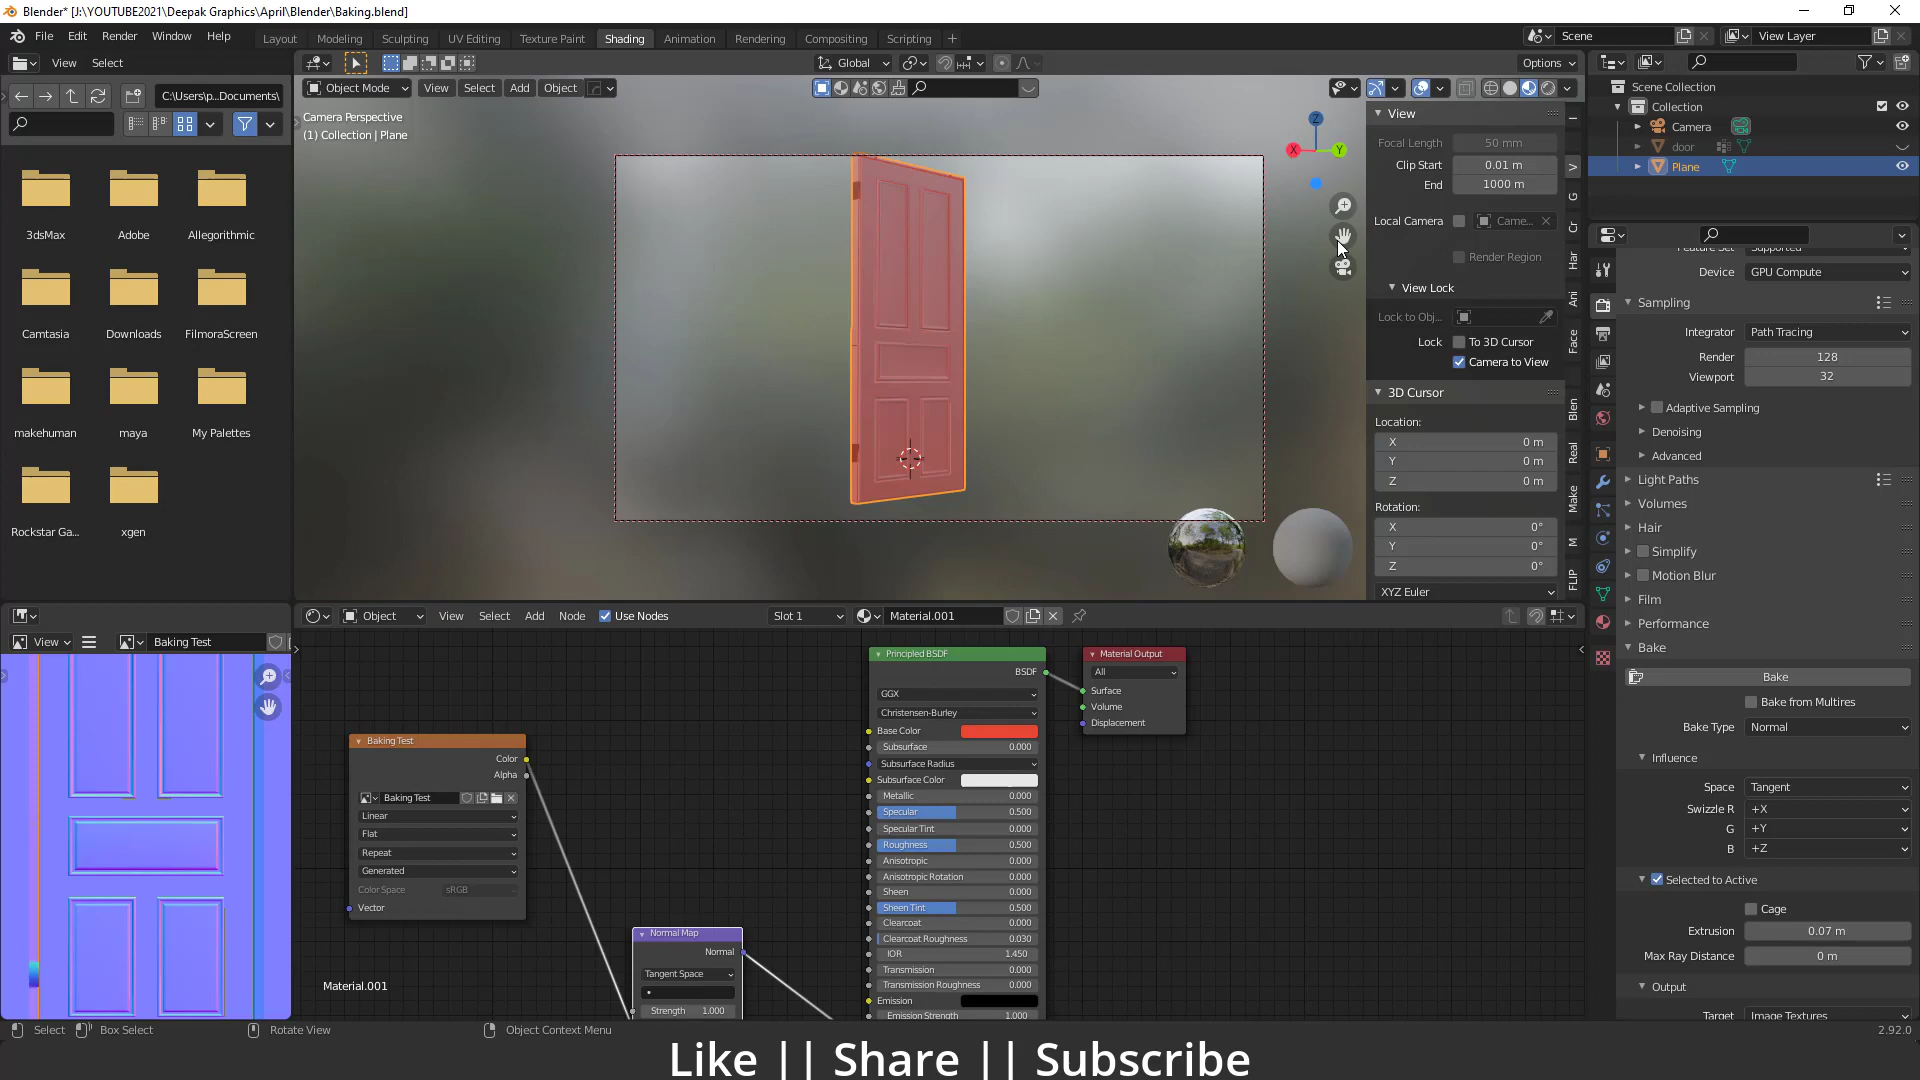 Blender* [J:\YOUTUBE2021\Deepak Graphics\April\Blender\Baking.blend]
File Edit Render Window Help Layout Modeling Sculpting UV Editing Texture Paint Shading Animation Rendering Compositing Scripting + Scene View Layer
View Select
Global
Options
C:\Users\p...Documents\
Object Mode View Select Add Object
Camera Perspective
(1) Collection | Plane
3dsMax Adobe Allegorithmic
Camtasia Downloads FilmoraScreen
makehuman maya My Palettes
Rockstar Ga... xgen
Z
X
Y
View
Focal Length 50 mm
Clip Start 0.01 m
End 1000 m
Local Camera Came...
Render Region
View Lock
Lock to Obj...
Lock To 3D Cursor
Camera to View
3D Cursor
Location:
X 0 m
Y 0 m
Z 0 m
Rotation:
X 0°
Y 0°
Z 0°
XYZ Euler
I
V
G
Cr
Har
Ani
Face
Blen
Real
Make
M
FLIP
Scene Collection
Collection
Camera
door
Plane
Feature Set Supported
Device GPU Compute
Sampling
Integrator Path Tracing
Render 128
Viewport 32
Adaptive Sampling
Denoising
Advanced
Light Paths
Volumes
Hair
Simplify
Motion Blur
Film
Performance
Bake
Bake
Bake from Multires
Bake Type Normal
Influence
Space Tangent
Swizzle R +X
G +Y
B +Z
Selected to Active
Cage
Extrusion 0.07 m
Max Ray Distance 0 m
Output
Target Image Textures
View Baking Test
Object View Select Add Node Use Nodes Slot 1 Material.001
Baking Test
Color
Alpha
Baking Test
Linear
Flat
Repeat
Generated
Color Space sRGB
Vector
Normal Map
Normal
Tangent Space
Strength 1.000
Principled BSDF
BSDF
GGX
Christensen-Burley
Base Color
Subsurface 0.000
Subsurface Radius
Subsurface Color
Metallic 0.000
Specular 0.500
Specular Tint 0.000
Roughness 0.500
Anisotropic 0.000
Anisotropic Rotation 0.000
Sheen 0.000
Sheen Tint 0.500
Clearcoat 0.000
Clearcoat Roughness 0.030
IOR 1.450
Transmission 0.000
Transmission Roughness 0.000
Emission
Emission Strength 1.000
Material Output
All
Surface
Volume
Displacement
Material.001
Select Box Select Rotate View Object Context Menu 2.92.0
Like || Share || Subscribe